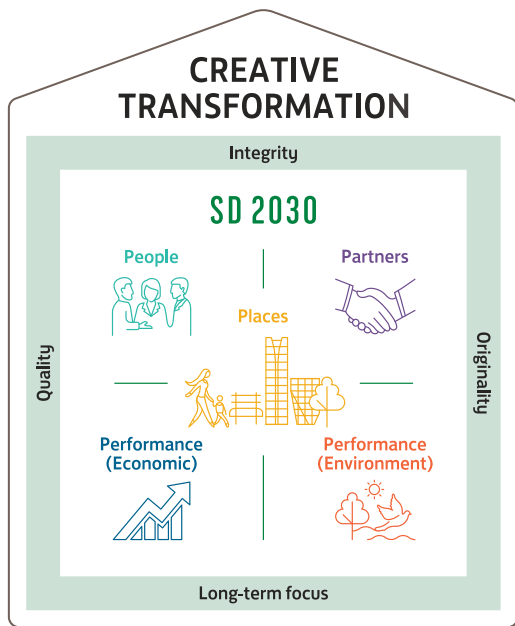 CREATIVE
TRANSFORMATION
Integrity
SD 2030
People
Partners
Places
Quality
Originality
Performance
(Economic)
Performance
(Environment)
Long-term focus